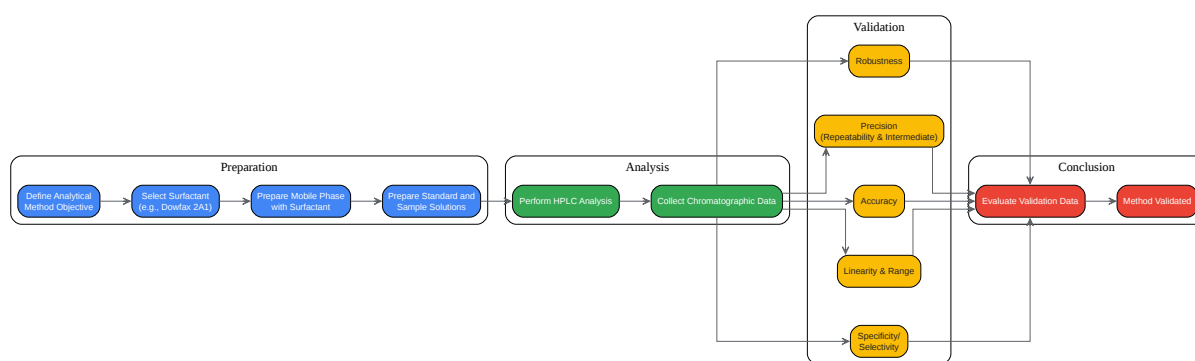 Preparation
Define Analytical
Method Objective
Select Surfactant
(e.g., Dowfax 2A1)
Prepare Mobile Phase
with Surfactant
Prepare Standard and
Sample Solutions
Analysis
Perform HPLC Analysis
Collect Chromatographic Data
Validation
Robustness
Precision
(Repeatability & Intermediate)
Accuracy
Linearity & Range
Specificity/
Selectivity
Conclusion
Evaluate Validation Data
Method Validated